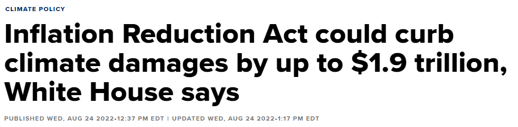 CLIMATE POLICY
Inflation Reduction Act could curb
climate damages by up to $1.9 trillion,
White House says
PUBLISHED WED, AUG 24 2022•12:37 PM EDT | UPDATED WED, AUG 24 2022•1:17 PM EDT